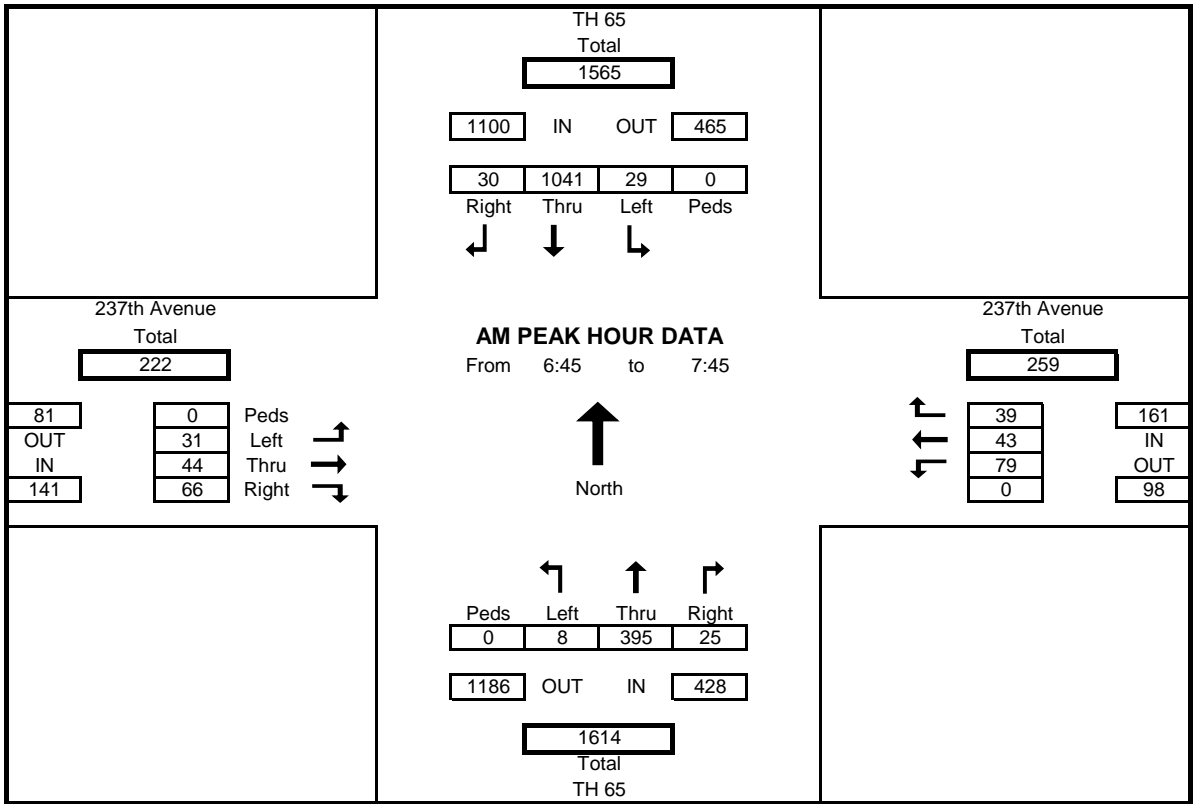 TH 65
Total
1565
1100 IN OUT 465
30 1041 29 0
Right Thru Left Peds
237th Avenue
Total
222
81
OUT
IN
141
0 Peds
31 Left
44 Thru
66 Right
AM PEAK HOUR DATA
From 6:45 to 7:45
North
237th Avenue
Total
259
39
43
79
0
161
IN
OUT
98
Peds Left Thru Right
0 8 395 25
1186 OUT IN 428
1614
Total
TH 65